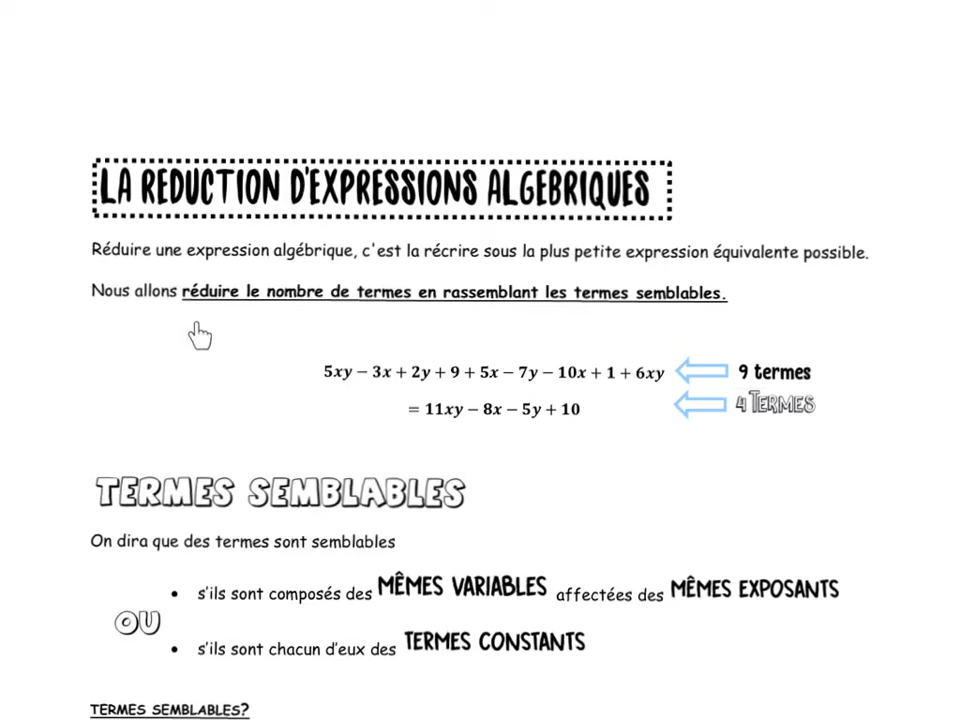 LA REDUCTION D'EXPRESSIONS ALGEBRIQUES
Réduire une expression algébrique, c'est la récrire sous la plus petite expression équivalente possible.
Nous allons réduire le nombre de termes en rassemblant les termes semblables.
5xy − 3x + 2y + 9 + 5x − 7y − 10x + 1 + 6xy 9 termes
= 11xy − 8x − 5y + 10 4 TERMES
TERMES SEMBLABLES
On dira que des termes sont semblables
• s'ils sont composés des MÊMES VARIABLES affectées des MÊMES EXPOSANTS
OU
• s'ils sont chacun d'eux des TERMES CONSTANTS
TERMES SEMBLABLES?